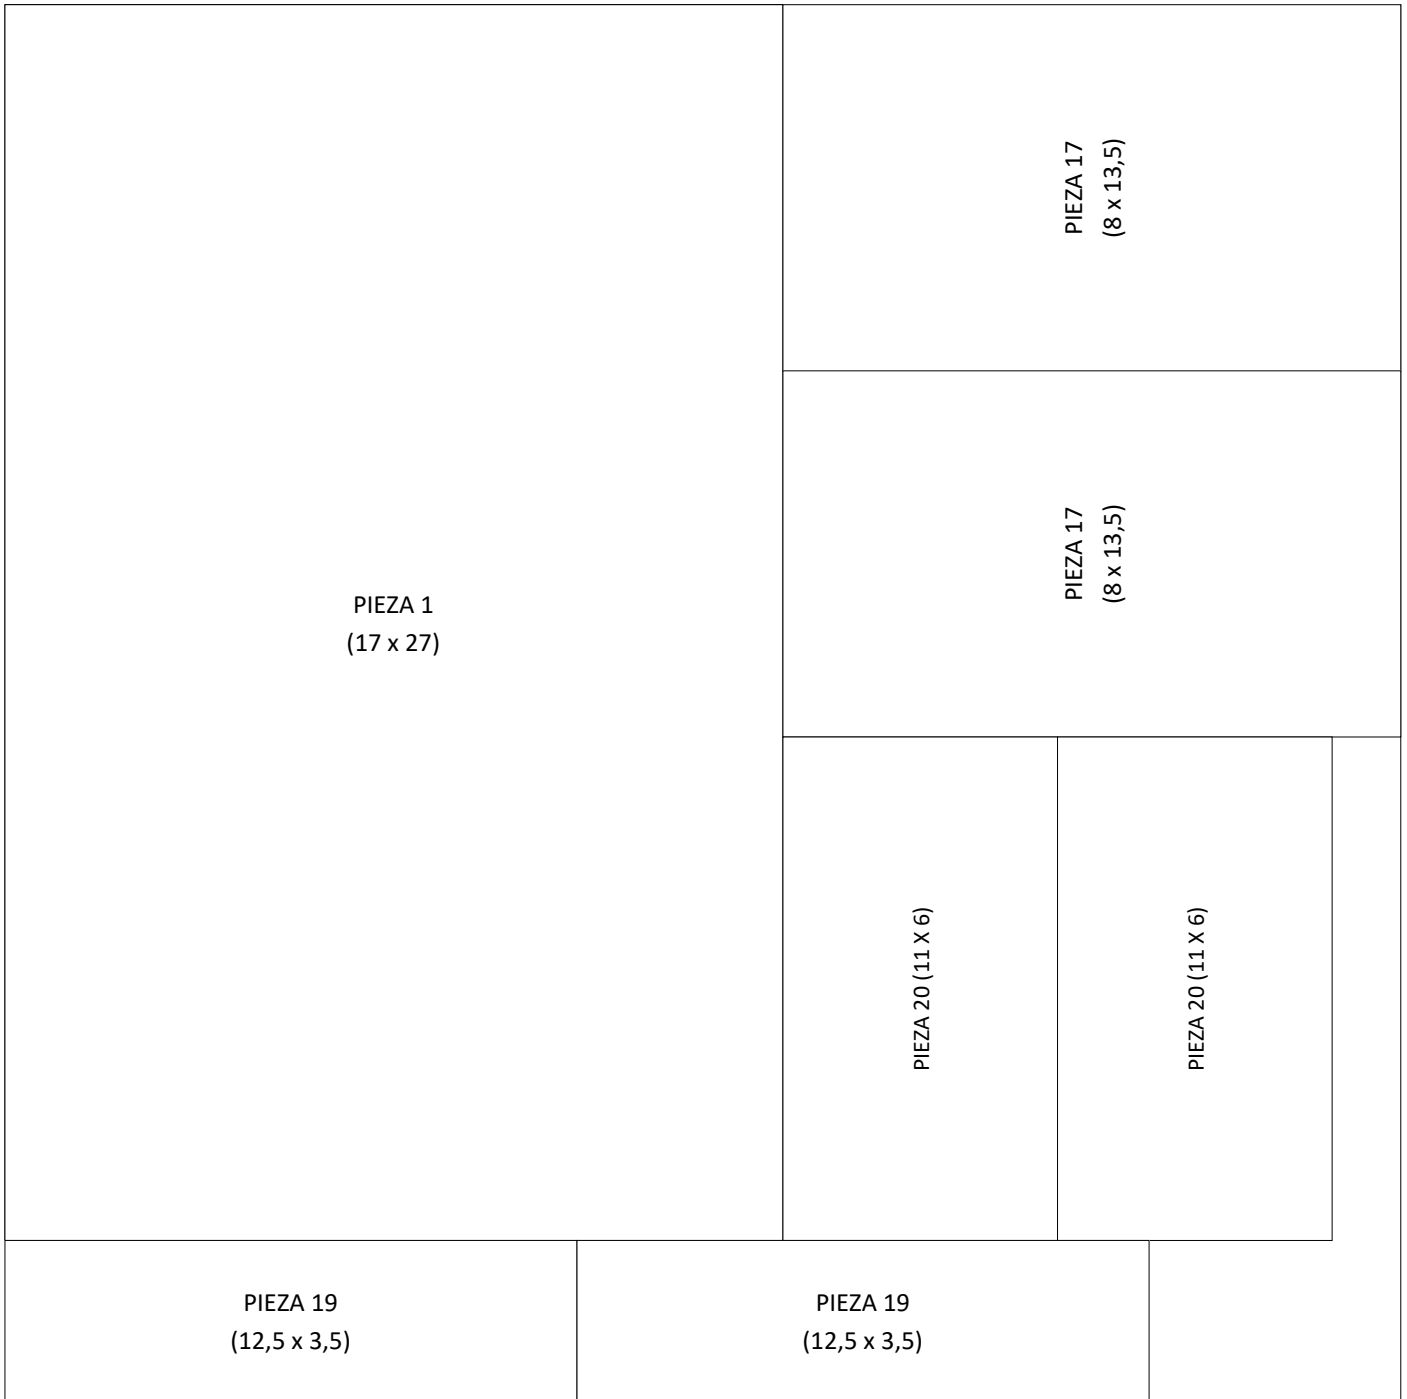 PIEZA 17
(8 x 13,5)
PIEZA 17
(8 x 13,5)
PIEZA 1
(17 x 27)
PIEZA 20 (11 X 6)
PIEZA 20 (11 X 6)
PIEZA 19
(12,5 x 3,5)
PIEZA 19
(12,5 x 3,5)